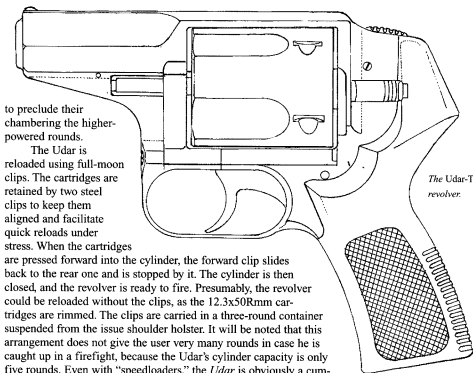 to preclude their
chambering the higher-
powered rounds.
The Udar is
reloaded using full-moon
clips. The cartridges are
retained by two steel
clips to keep them
aligned and facilitate
quick reloads under
stress. When the cartridges
are pressed forward into the cylinder, the forward clip slides
back to the rear one and is stopped by it. The cylinder is then
closed, and the revolver is ready to fire. Presumably, the revolver
could be reloaded without the clips, as the 12.3x50Rmm car-
tridges are rimmed. The clips are carried in a three-round container
suspended from the issue shoulder holster. It will be noted that this
arrangement does not give the user very many rounds in case he is
caught up in a firefight, because the Udar's cylinder capacity is only
five rounds. Even with "speedloaders," the Udar is obviously a cum-
The Udar-T
revolver.